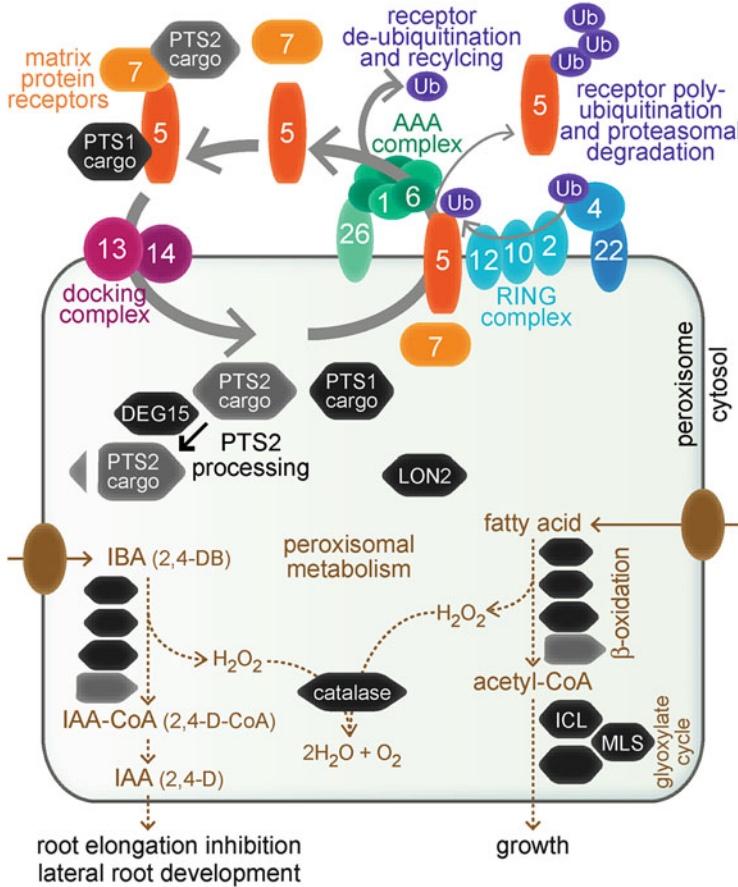 receptor
de-ubiquitination
and recylcing
Ub
Ub
Ub
Ub
5
receptor poly-
ubiquitination
and proteasomal
degradation
matrix
protein
receptors
7
PTS2
cargo
7
5
PTS1
cargo
5
AAA
complex
1
6
26
Ub
5
Ub
4
12
10
2
22
RING
complex
7
13
14
docking
complex
peroxisome
cytosol
PTS2
cargo
PTS1
cargo
DEG15
PTS2
processing
PTS2
cargo
LON2
peroxisomal
metabolism
IBA (2,4-DB)
fatty acid
β-oxidation
H2O2
H2O2
catalase
2H2O + O2
IAA-CoA (2,4-D-CoA)
acetyl-CoA
ICL
MLS
glyoxylate
cycle
IAA (2,4-D)
root elongation inhibition
lateral root development
growth